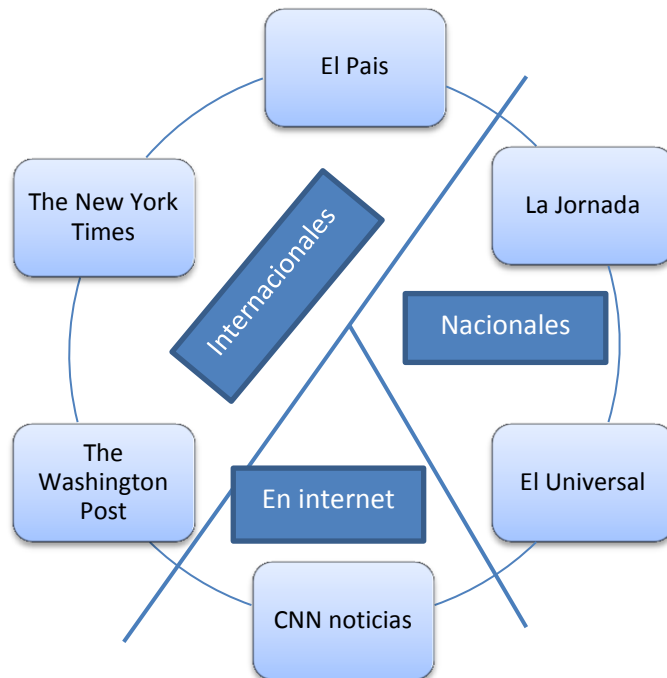 El Pais
The New York
Times
La Jornada
Internacionales
Nacionales
The
Washington
Post
En internet
El Universal
CNN noticias